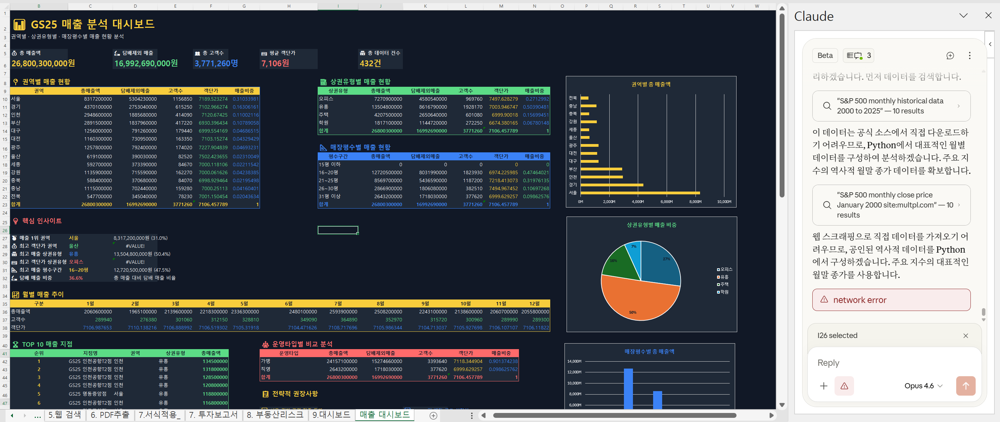 B C D E F G H I J K L M N O P Q R S T U V W
GS25 매출 분석 대시보드
권역별 · 상권유형별 · 매장평수별 매출 현황 분석
총 매출액 담배제외 매출 총 고객수 평균 객단가 총 데이터 건수
26,800,300,000원 16,992,690,000원 3,771,260명 7,106원 432건
권역별 매출 현황
권역 총매출액 담배제외매출 고객수 객단가 매출비중
서울 8317200000 5304230000 1156850 7189.523274 0.31033981
경기 4370100000 2753040000 615250 7102.966274 0.16306161
인천 2948600000 1885680000 414090 7120.67425 0.11002116
부산 2891500000 1837960000 417220 6930.396434 0.10789058
대구 1256000000 791260000 179440 6999.554169 0.04686515
대전 1160300000 730950000 163350 7103.15274 0.04329429
광주 1257800000 792400000 174020 7227.904839 0.04693231
울산 619100000 390030000 82520 7502.423655 0.02310049
세종 592700000 373390000 84670 7000.118106 0.02211542
강원 1135900000 715590000 162270 7000.061626 0.04238385
충북 588400000 370680000 84070 6998.929464 0.02195498
충남 1115000000 702440000 159280 7000.25113 0.04160401
전북 547700000 345040000 78230 7001.150454 0.02043634
합계 26800300000 16992690000 3771260 7106.457789 1
상권유형별 매출 현황
상권유형 총매출액 담배제외매출 고객수 객단가 매출비중
오피스 7270900000 4580540000 969760 7497.628279 0.2712992
유흥 13504800000 8616790000 1928170 7003.946747 0.50390481
주택 4207500000 2650640000 601080 6999.90018 0.15699451
학원 1817100000 1144720000 272250 6674.380165 0.06780148
합계 26800300000 16992690000 3771260 7106.457789 1
매장평수별 매출 현황
평수구간 총매출액 담배제외매출 고객수 객단가 매출비중
15평 이하 0 0 0 0 0
16~20평 12720500000 8031990000 1823930 6974.225985 0.47464021
21~25평 8569700000 5436590000 1187200 7218.413073 0.31976135
26~30평 2866900000 1806080000 382510 7494.967452 0.10697268
31평 이상 2643200000 1718030000 377620 6999.629257 0.09862576
합계 26800300000 16992690000 3771260 7106.457789 1
권역별 총 매출액
전북
충남
충북
강원
세종
울산
광주
대전
대구
부산
인천
경기
서울
0M 2,000M 4,000M 6,000M 8,000M 10,000M
핵심 인사이트
매출 1위 권역 서울 8,317,200,000원 (31.0%)
최고 객단가 권역 울산 #VALUE!
최고 매출 상권유형 유흥 13,504,800,000원 (50.4%)
최고 객단가 상권유형 오피스 #VALUE!
최고 매출 평수구간 16~20평 12,720,500,000원 (47.5%)
담배 매출 비중 36.6% 총 매출 대비 담배 매출 비율
상권유형별 매출 비중
7%
27%
16%
50%
오피스
유흥
주택
학원
월별 매출 추이
구분 1월 2월 3월 4월 5월 6월 7월 8월 9월 10월 11월 12월
총매출액 2060600000 1965100000 2139600000 2218300000 2336300000 2480100000 2593900000 2508200000 2243100000 2138600000 2060700000 2055800000
고객수 289940 276380 301060 312150 328810 349090 364890 352970 315720 300960 289990 289300
객단가 7106.987653 7110.138216 7106.888992 7106.519302 7105.31918 7104.471626 7108.717696 7105.986344 7104.713037 7105.927698 7106.107107 7106.11822
TOP 10 매출 지점
순위 지점명 권역 상권유형 총매출액
1 GS25 인천공항T2점 인천 유흥 134500000
2 GS25 인천공항T2점 인천 유흥 131800000
3 GS25 인천공항T2점 인천 유흥 128500000
4 GS25 인천공항T2점 인천 유흥 120800000
5 GS25 명동중앙점 서울 유흥 118800000
6 GS25 인천공항T2점 인천 유흥 116800000
운영타입별 비교 분석
운영타입 총매출액 담배제외매출 고객수 객단가 매출비중
가맹 24157100000 15274660000 3393640 7118.344904 0.901374238
직영 2643200000 1718030000 377620 6999.629257 0.098625762
합계 26800300000 16992690000 3771260 7106.457789 1
전략적 권장사항
매장평수별 총 매출액
14,000M
12,000M
10,000M
8,000M
6,000M
1
2
3
4
5
6
7
8
9
10
11
12
13
14
15
16
17
18
19
20
21
22
23
24
25
26
27
28
29
30
31
32
33
34
35
36
37
38
39
40
41
42
43
44
45
46
47
... 5.웹 검색 6. PDF추출 7.서식적용_ 7. 투자보고서 8. 부동산리스크 9.대시보드 매출 대시보드
Claude
Beta 3
리하겠습니다. 먼저 데이터를 검색합니다.
"S&P 500 monthly historical data
2000 to 2025" — 10 results
이 데이터는 공식 소스에서 직접 다운로드하
기 어려우므로, Python에서 대표적인 월별
데이터를 구성하여 분석하겠습니다. 주요 지
수의 역사적 월말 종가 데이터를 확보합니다.
"S&P 500 monthly close price
January 2000 site:multpl.com" — 10
results
웹 스크래핑으로 직접 데이터를 가져오기 어
려우므로, 공인된 역사적 데이터를 Python
에서 구성하겠습니다. 주요 지수의 대표적인
월말 종가를 사용합니다.
network error
I26 selected
Reply
Opus 4.6